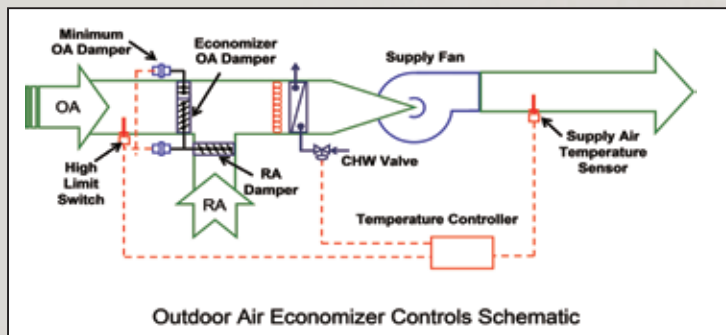 Minimum
OA Damper
Economizer
OA Damper
Supply Fan
OA
High
Limit
Switch
RA
Damper
RA
CHW Valve
Supply Air
Temperature
Sensor
Temperature Controller
Outdoor Air Economizer Controls Schematic